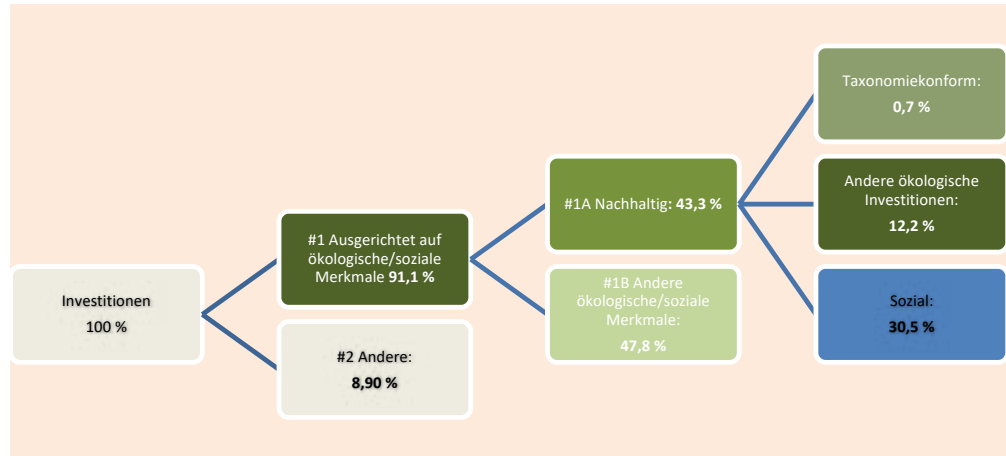 Investitionen
100 %
#1 Ausgerichtet auf
ökologische/soziale
Merkmale 91,1 %
#2 Andere:
8,90 %
#1A Nachhaltig: 43,3 %
#1B Andere
ökologische/soziale
Merkmale:
47,8 %
Taxonomiekonform:
0,7 %
Andere ökologische
Investitionen:
12,2 %
Sozial:
30,5 %